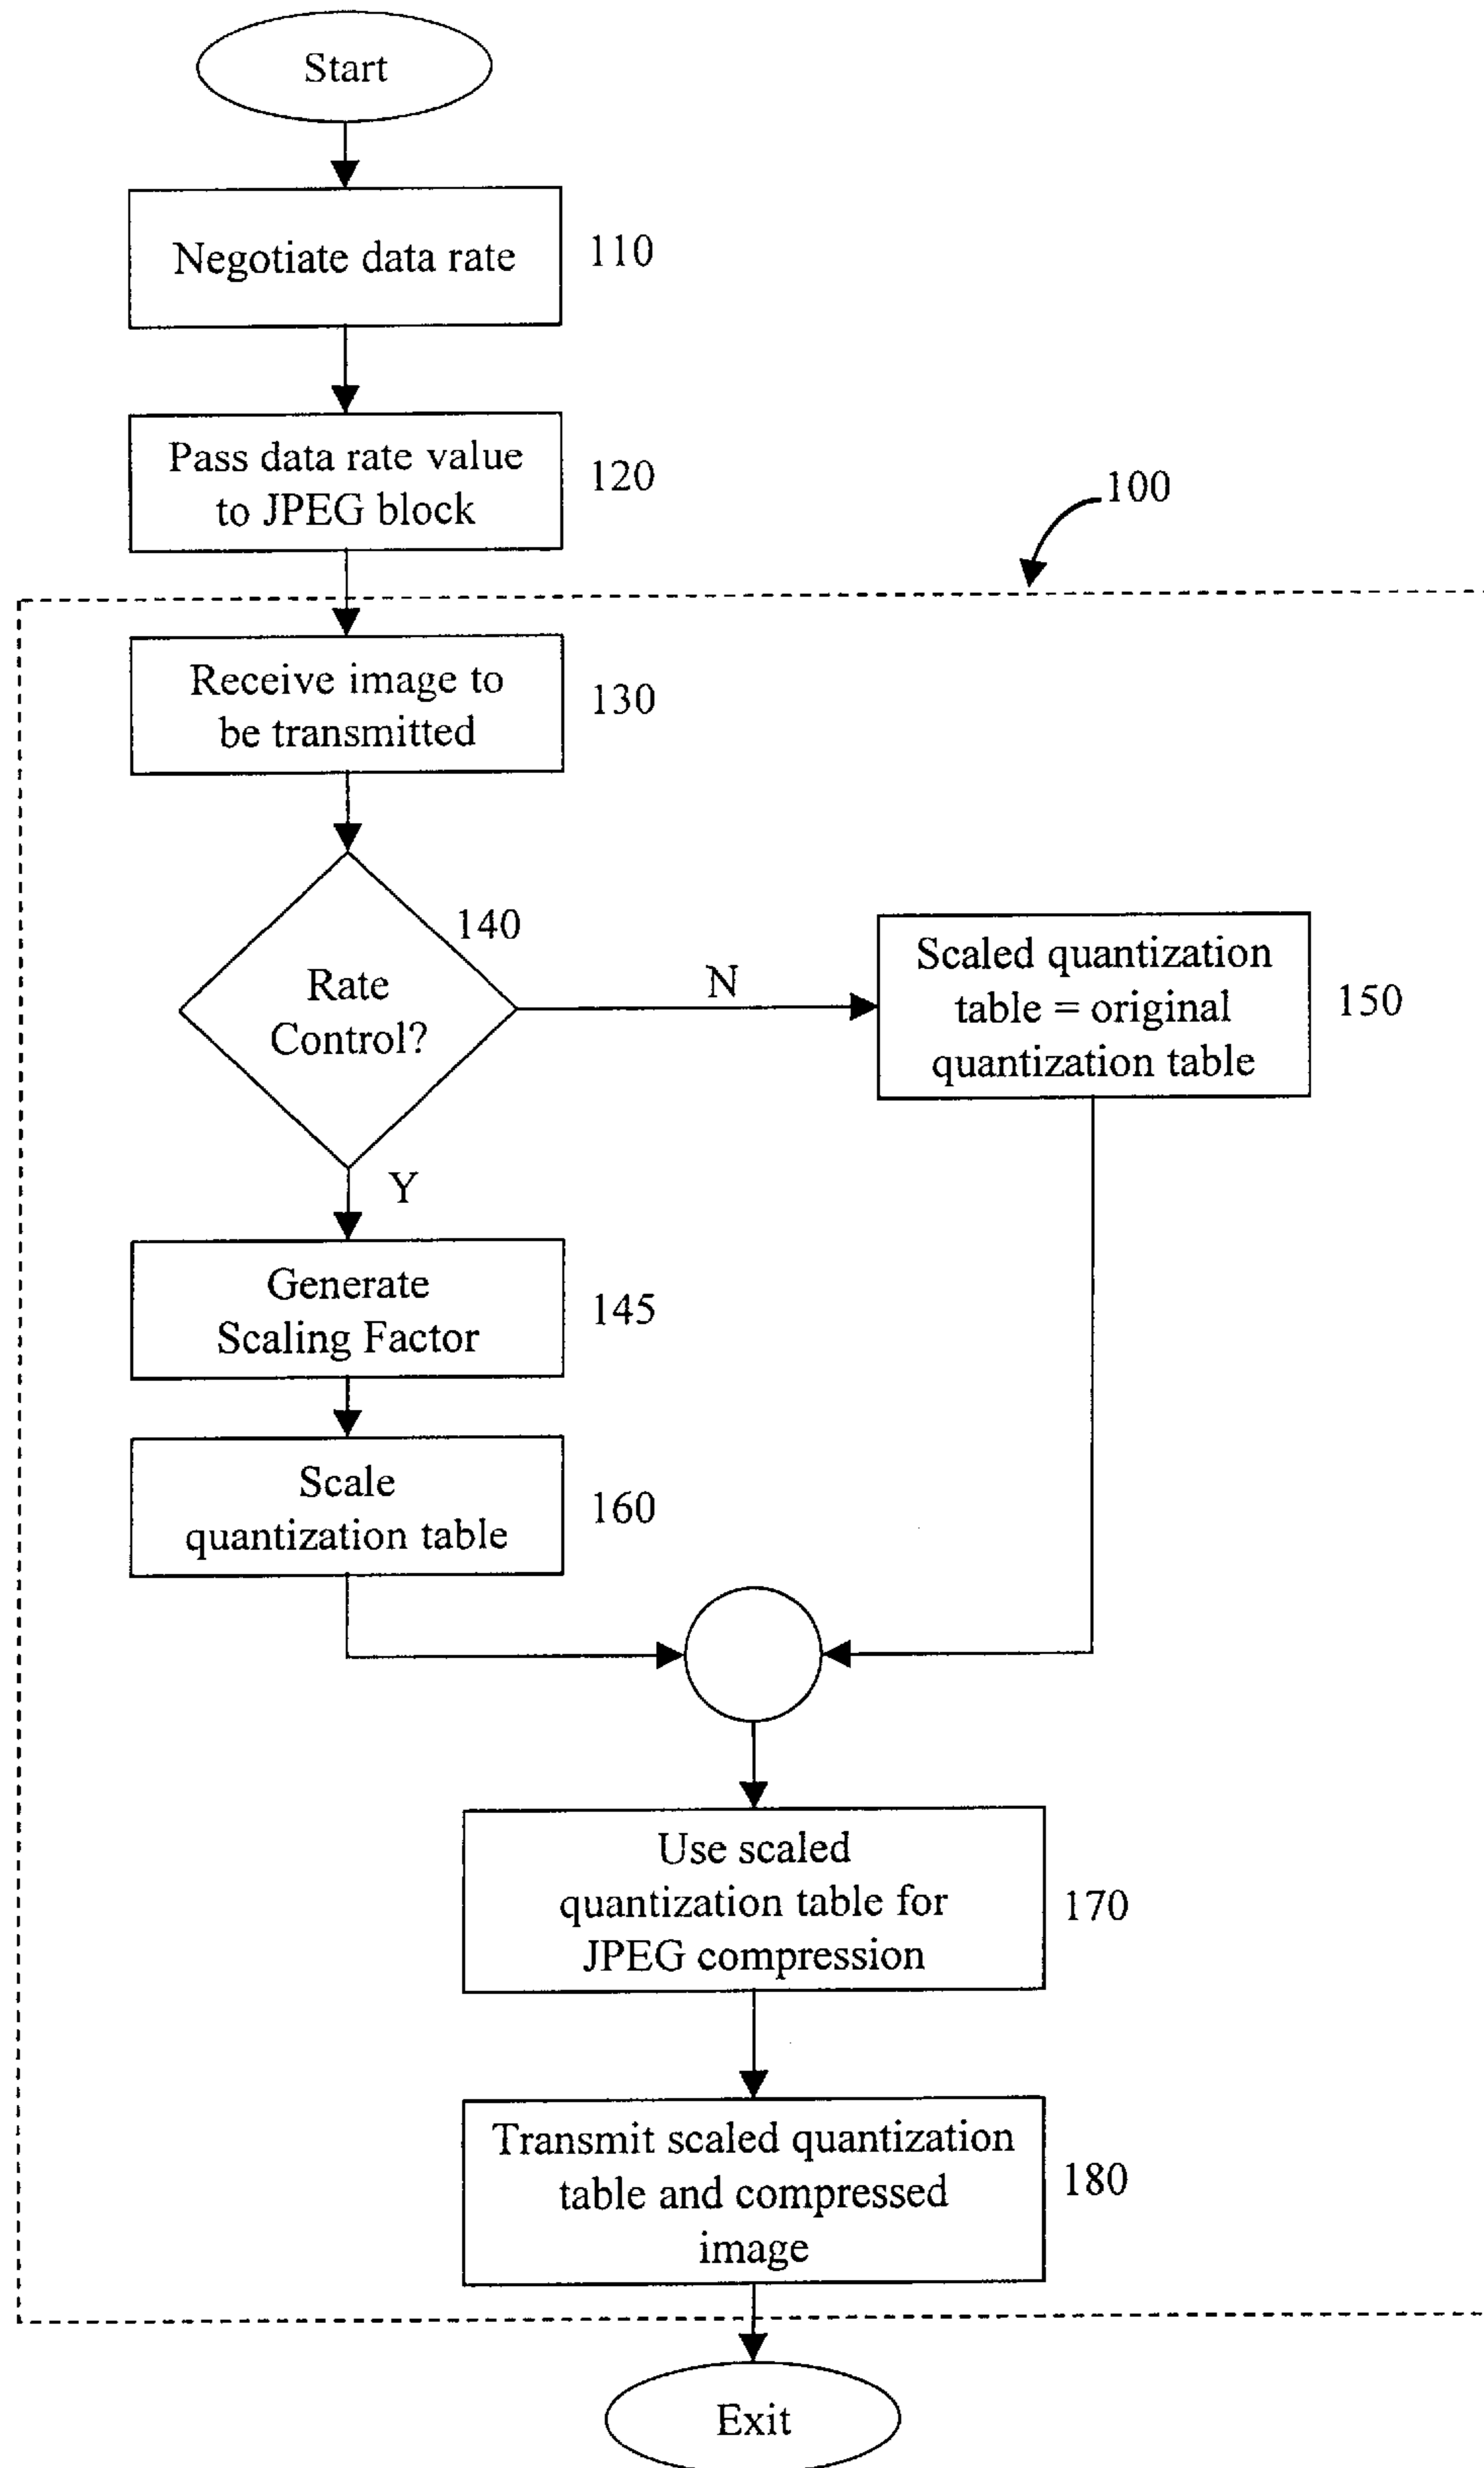 Start
Negotiate data rate
110
Pass data rate value
to JPEG block
120
100
Receive image to
be transmitted
130
140
Rate
Control?
N
Scaled quantization
table = original
quantization table
150
Y
Generate
Scaling Factor
145
Scale
quantization table
160
Use scaled
quantization table for
JPEG compression
170
Transmit scaled quantization
table and compressed
image
180
Exit